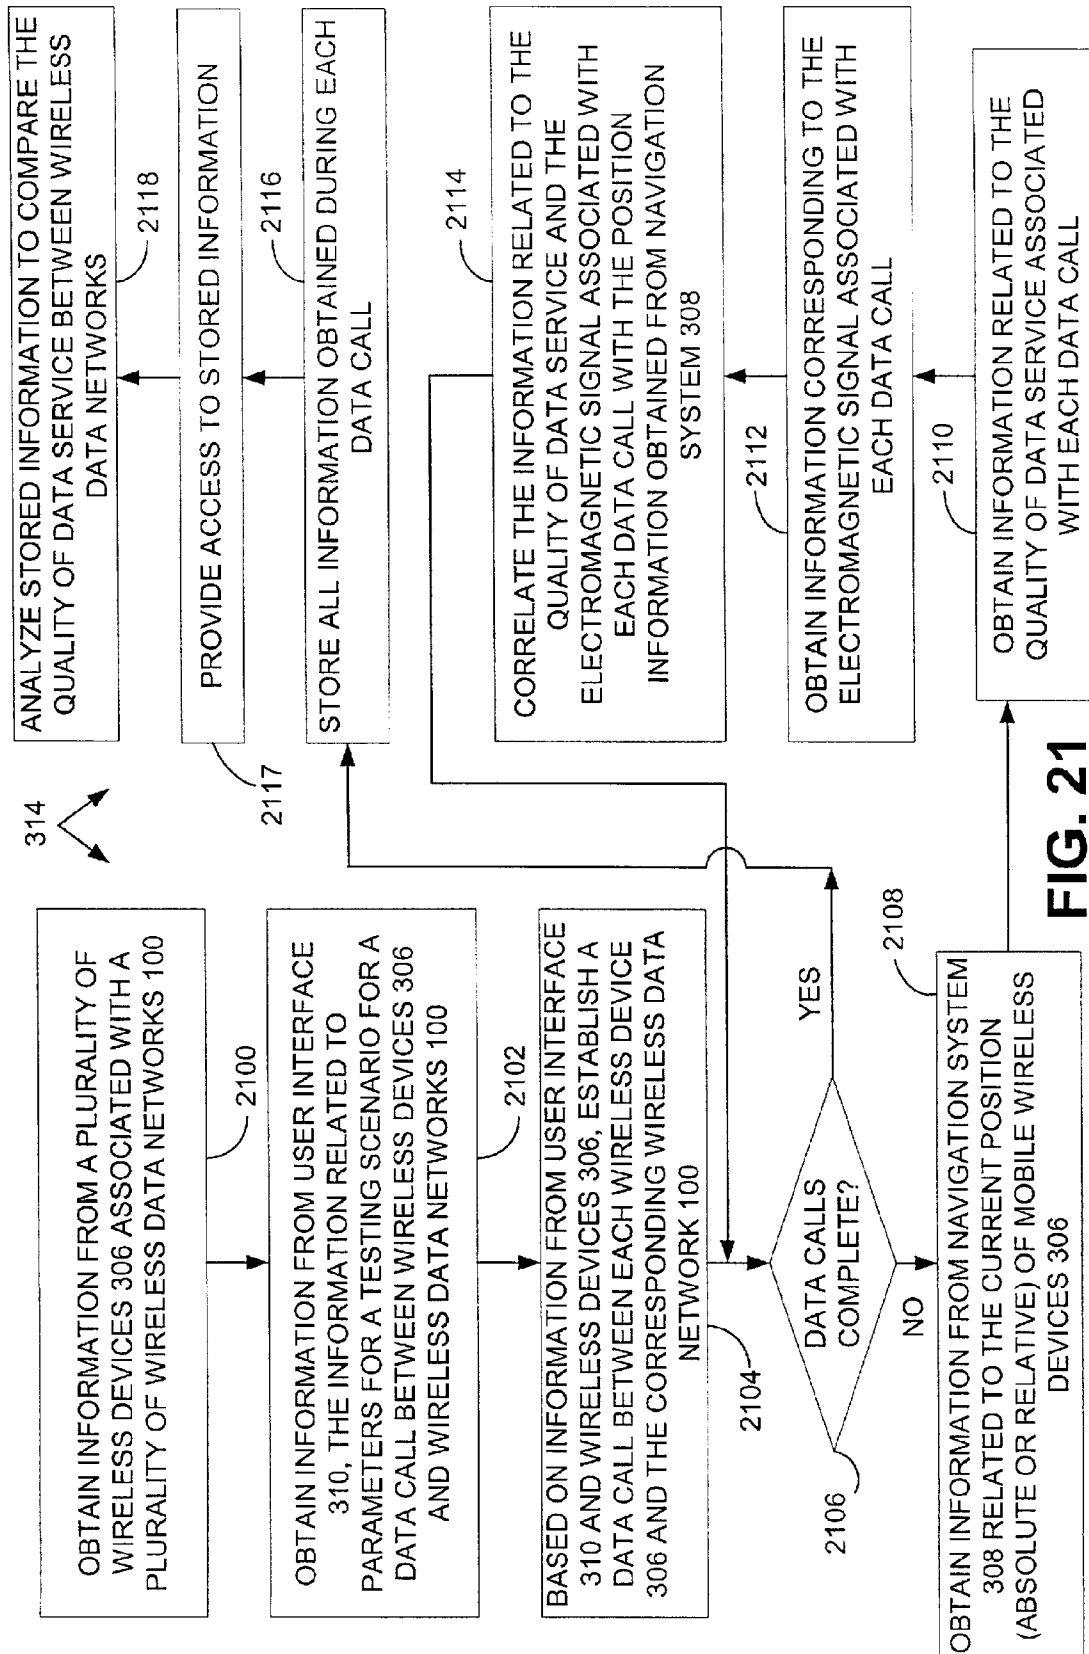 314
OBTAIN INFORMATION FROM A PLURALITY OF
WIRELESS DEVICES 306 ASSOCIATED WITH A
PLURALITY OF WIRELESS DATA NETWORKS 100
2100
OBTAIN INFORMATION FROM USER INTERFACE
310, THE INFORMATION RELATED TO
PARAMETERS FOR A TESTING SCENARIO FOR A
DATA CALL BETWEEN WIRELESS DEVICES 306
AND WIRELESS DATA NETWORKS 100
2102
BASED ON INFORMATION FROM USER INTERFACE
310 AND WIRELESS DEVICES 306, ESTABLISH A
DATA CALL BETWEEN EACH WIRELESS DEVICE
306 AND THE CORRESPONDING WIRELESS DATA
NETWORK 100
2104
DATA CALLS
COMPLETE?
2106
YES
NO
OBTAIN INFORMATION FROM NAVIGATION SYSTEM
308 RELATED TO THE CURRENT POSITION
(ABSOLUTE OR RELATIVE) OF MOBILE WIRELESS
DEVICES 306
2108
OBTAIN INFORMATION RELATED TO THE
QUALITY OF DATA SERVICE ASSOCIATED
WITH EACH DATA CALL
2110
OBTAIN INFORMATION CORRESPONDING TO THE
ELECTROMAGNETIC SIGNAL ASSOCIATED WITH
EACH DATA CALL
2112
CORRELATE THE INFORMATION RELATED TO THE
QUALITY OF DATA SERVICE AND THE
ELECTROMAGNETIC SIGNAL ASSOCIATED WITH
EACH DATA CALL WITH THE POSITION
INFORMATION OBTAINED FROM NAVIGATION
SYSTEM 308
2114
STORE ALL INFORMATION OBTAINED DURING EACH
DATA CALL
2116
PROVIDE ACCESS TO STORED INFORMATION
2117
ANALYZE STORED INFORMATION TO COMPARE THE
QUALITY OF DATA SERVICE BETWEEN WIRELESS
DATA NETWORKS
2118
FIG. 21